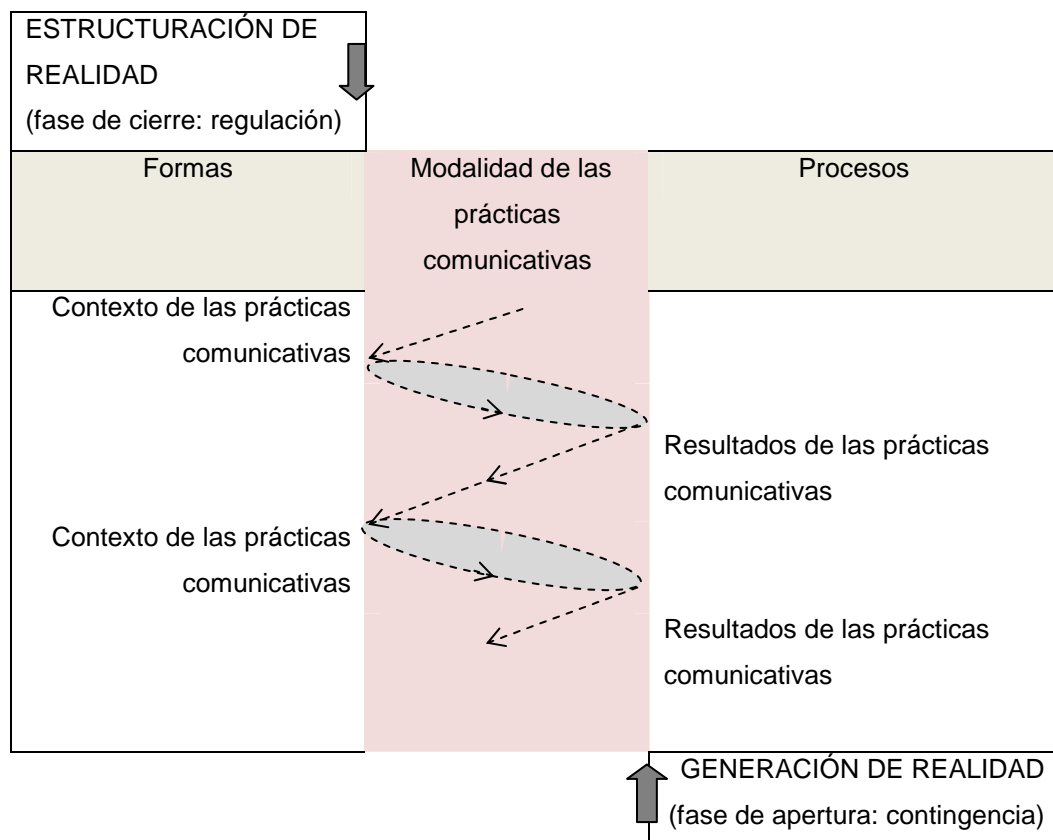 ESTRUCTURACIÓN DE
REALIDAD
(fase de cierre: regulación)
Formas
Modalidad de las
prácticas
comunicativas
Procesos
Contexto de las prácticas
comunicativas
Resultados de las prácticas
comunicativas
Contexto de las prácticas
comunicativas
Resultados de las prácticas
comunicativas
GENERACIÓN DE REALIDAD
(fase de apertura: contingencia)